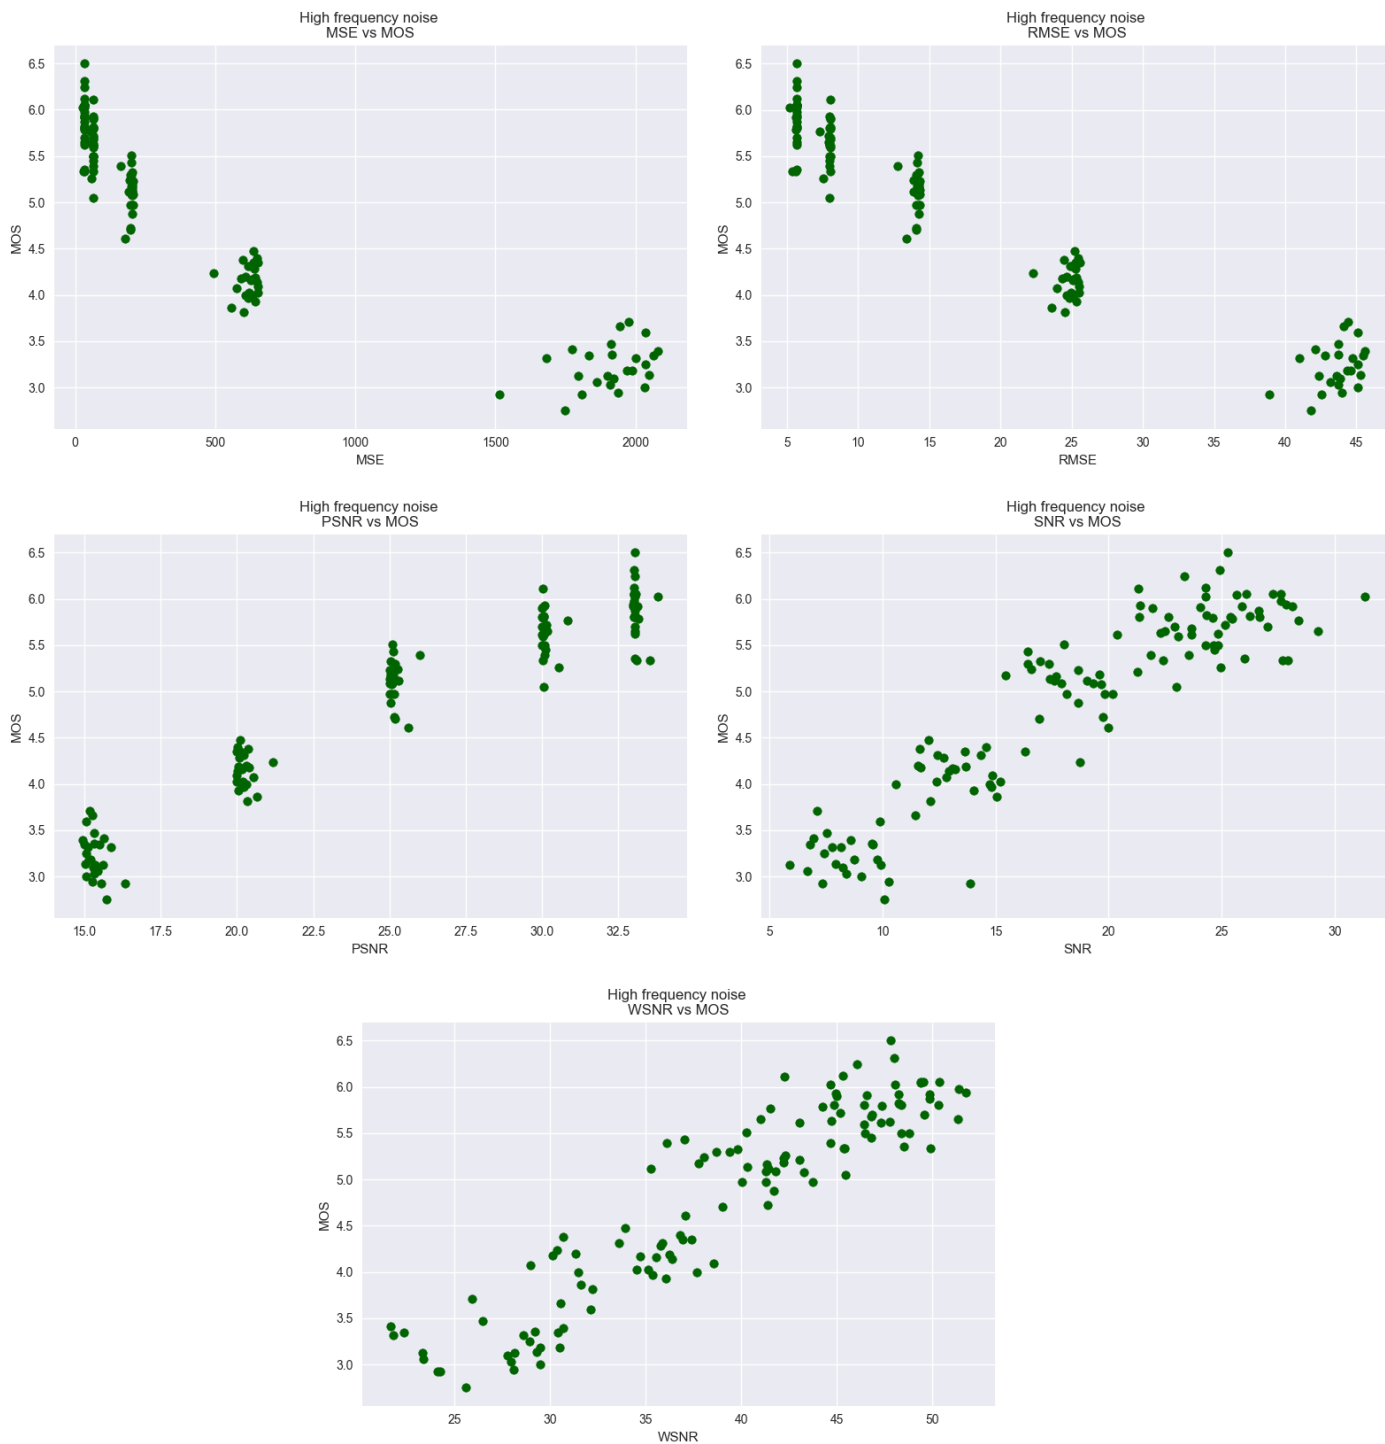 High frequency noise
MSE vs MOS
6.5
6.0
5.5
5.0
4.5
4.0
3.5
3.0
MOS
0 500 1000 1500 2000
MSE
High frequency noise
RMSE vs MOS
6.5
6.0
5.5
5.0
4.5
4.0
3.5
3.0
MOS
5 10 15 20 25 30 35 40 45
RMSE
High frequency noise
PSNR vs MOS
6.5
6.0
5.5
5.0
4.5
4.0
3.5
3.0
MOS
15.0 17.5 20.0 22.5 25.0 27.5 30.0 32.5
PSNR
High frequency noise
SNR vs MOS
6.5
6.0
5.5
5.0
4.5
4.0
3.5
3.0
MOS
5 10 15 20 25 30
SNR
High frequency noise
WSNR vs MOS
6.5
6.0
5.5
5.0
4.5
4.0
3.5
3.0
MOS
25 30 35 40 45 50
WSNR